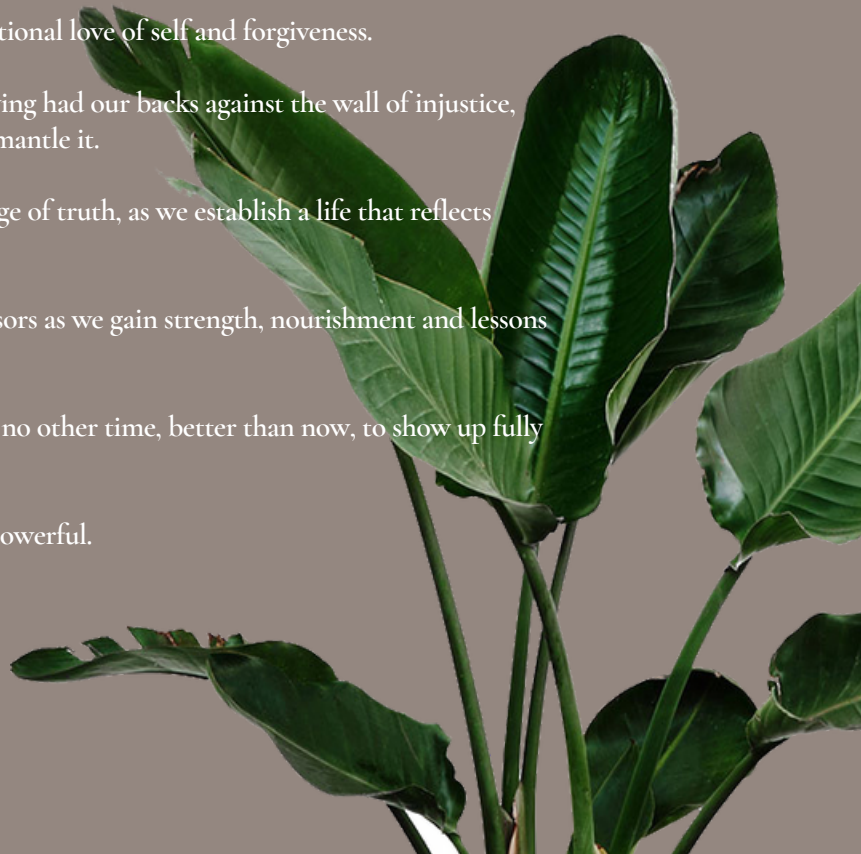 tional love of self and forgiveness.
ing had our backs against the wall of injustice,
mantle it.
ge of truth, as we establish a life that reflects
sors as we gain strength, nourishment and lessons
no other time, better than now, to show up fully
owerful.